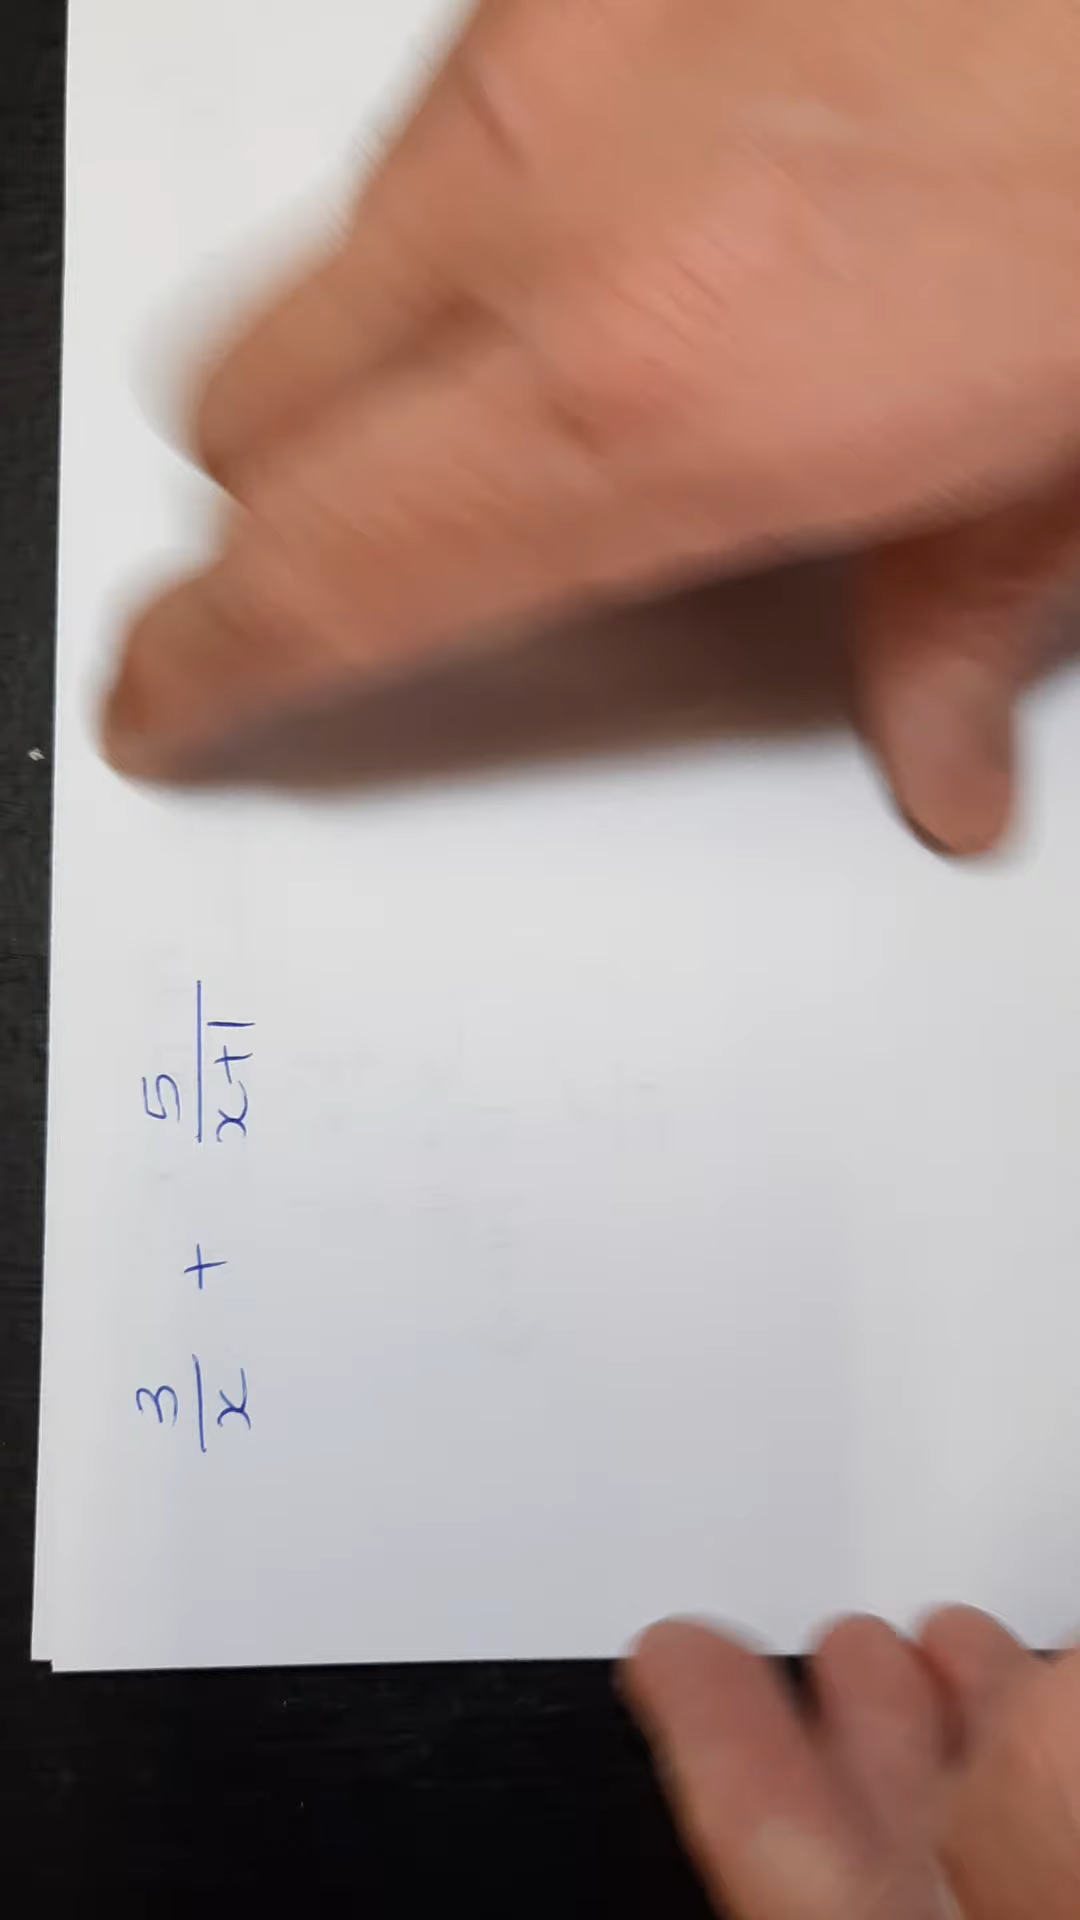 3/x + 5/(x+1)